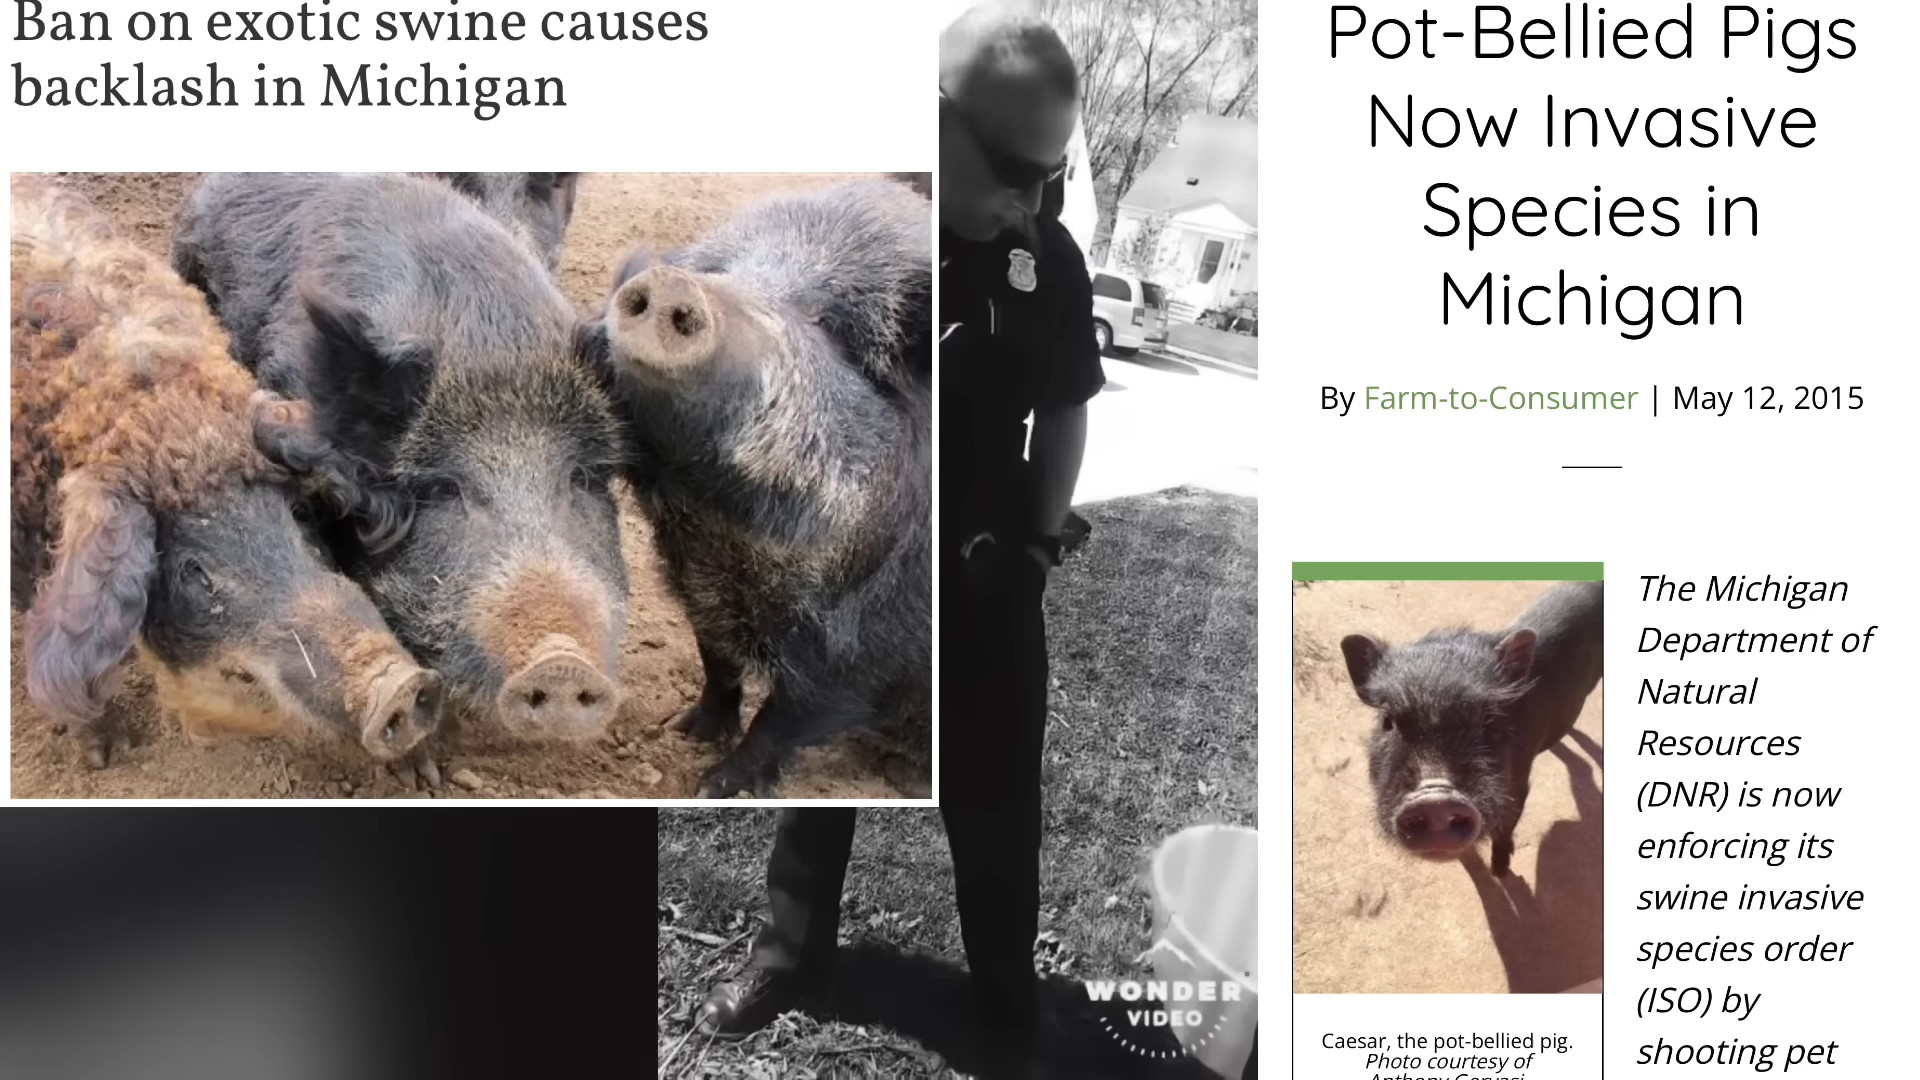 Ban on exotic swine causes
backlash in Michigan
Pot-Bellied Pigs
Now Invasive
Species in
Michigan
By Farm-to-Consumer | May 12, 2015
The Michigan
Department of
Natural
Resources
(DNR) is now
enforcing its
swine invasive
species order
(ISO) by
shooting pet
Caesar, the pot-bellied pig.
Photo courtesy of
Anthony Gervasi
WONDER
VIDEO